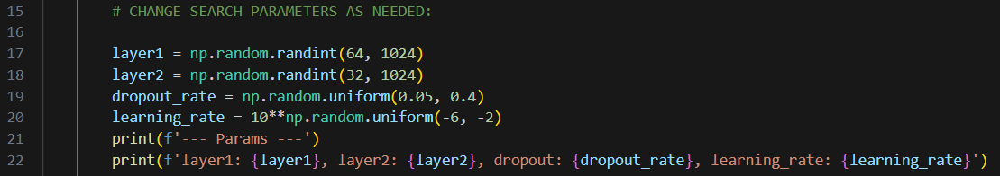 15 # CHANGE SEARCH PARAMETERS AS NEEDED:
16
17 layer1 = np.random.randint(64, 1024)
18 layer2 = np.random.randint(32, 1024)
19 dropout_rate = np.random.uniform(0.05, 0.4)
20 learning_rate = 10**np.random.uniform(-6, -2)
21 print(f'--- Params ---')
22 print(f'layer1: {layer1}, layer2: {layer2}, dropout: {dropout_rate}, learning_rate: {learning_rate}')